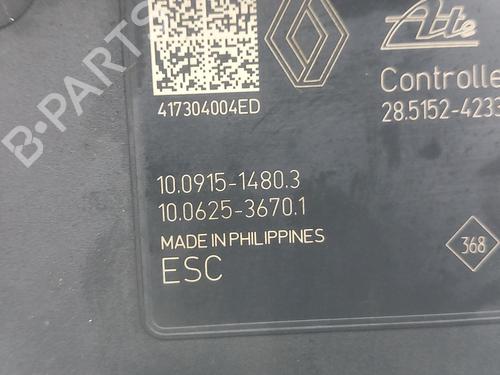 Ate
417304004ED
Controlle
28.5152-4233
10.0915-1480.3
10.0625-3670.1
MADE IN PHILIPPINES
ESC
368
B-PARTS